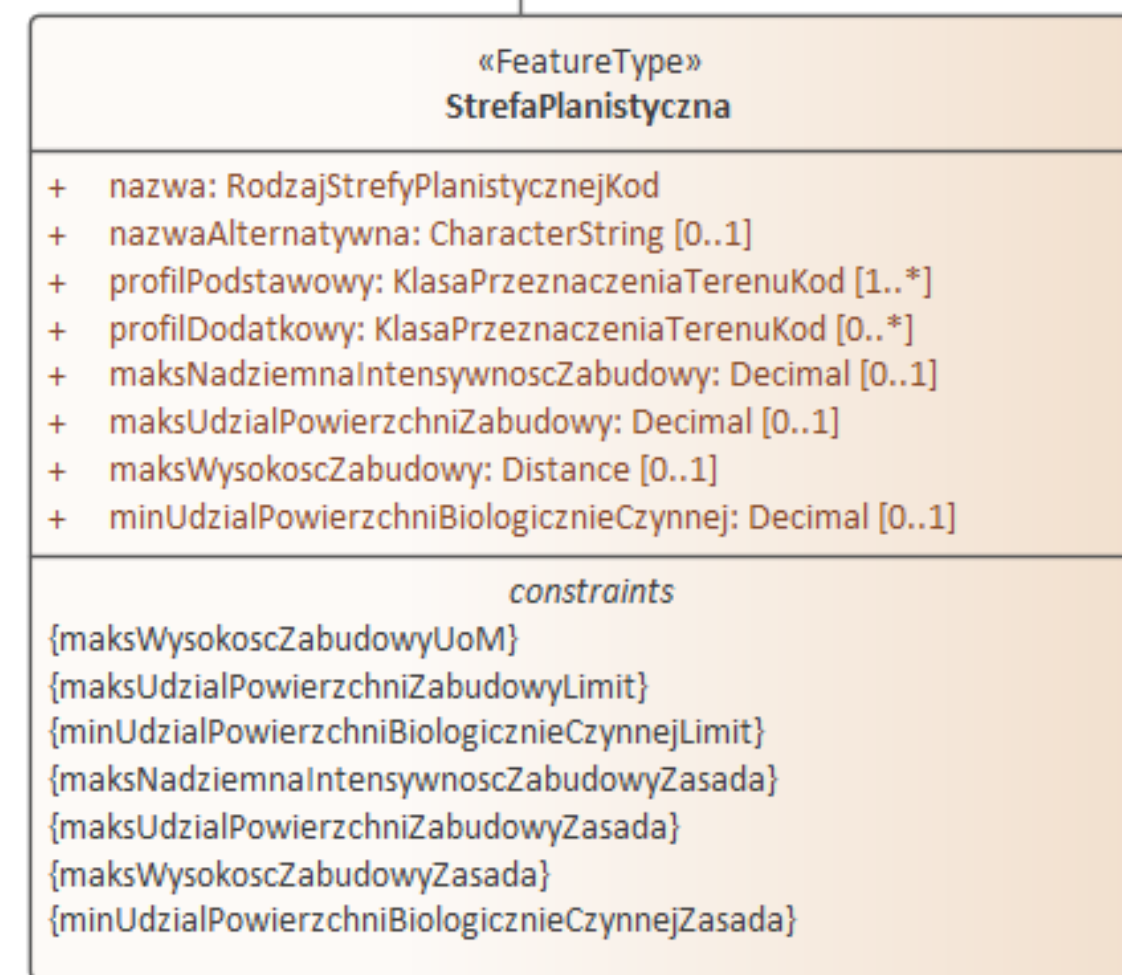 «FeatureType»
StrefaPlanistyczna
+ nazwa: RodzajStrefyPlanistycznejKod
+ nazwaAlternatywna: CharacterString [0..1]
+ profilPodstawowy: KlasaPrzeznaczeniaTerenuKod [1..*]
+ profilDodatkowy: KlasaPrzeznaczeniaTerenuKod [0..*]
+ maksNadziemnaIntensywnoscZabudowy: Decimal [0..1]
+ maksUdzialPowierzchniZabudowy: Decimal [0..1]
+ maksWysokoscZabudowy: Distance [0..1]
+ minUdzialPowierzchniBiologicznieCzynnej: Decimal [0..1]
constraints
{maksWysokoscZabudowyUoM}
{maksUdzialPowierzchniZabudowyLimit}
{minUdzialPowierzchniBiologicznieCzynnejLimit}
{maksNadziemnaIntensywnoscZabudowyZasada}
{maksUdzialPowierzchniZabudowyZasada}
{maksWysokoscZabudowyZasada}
{minUdzialPowierzchniBiologicznieCzynnejZasada}